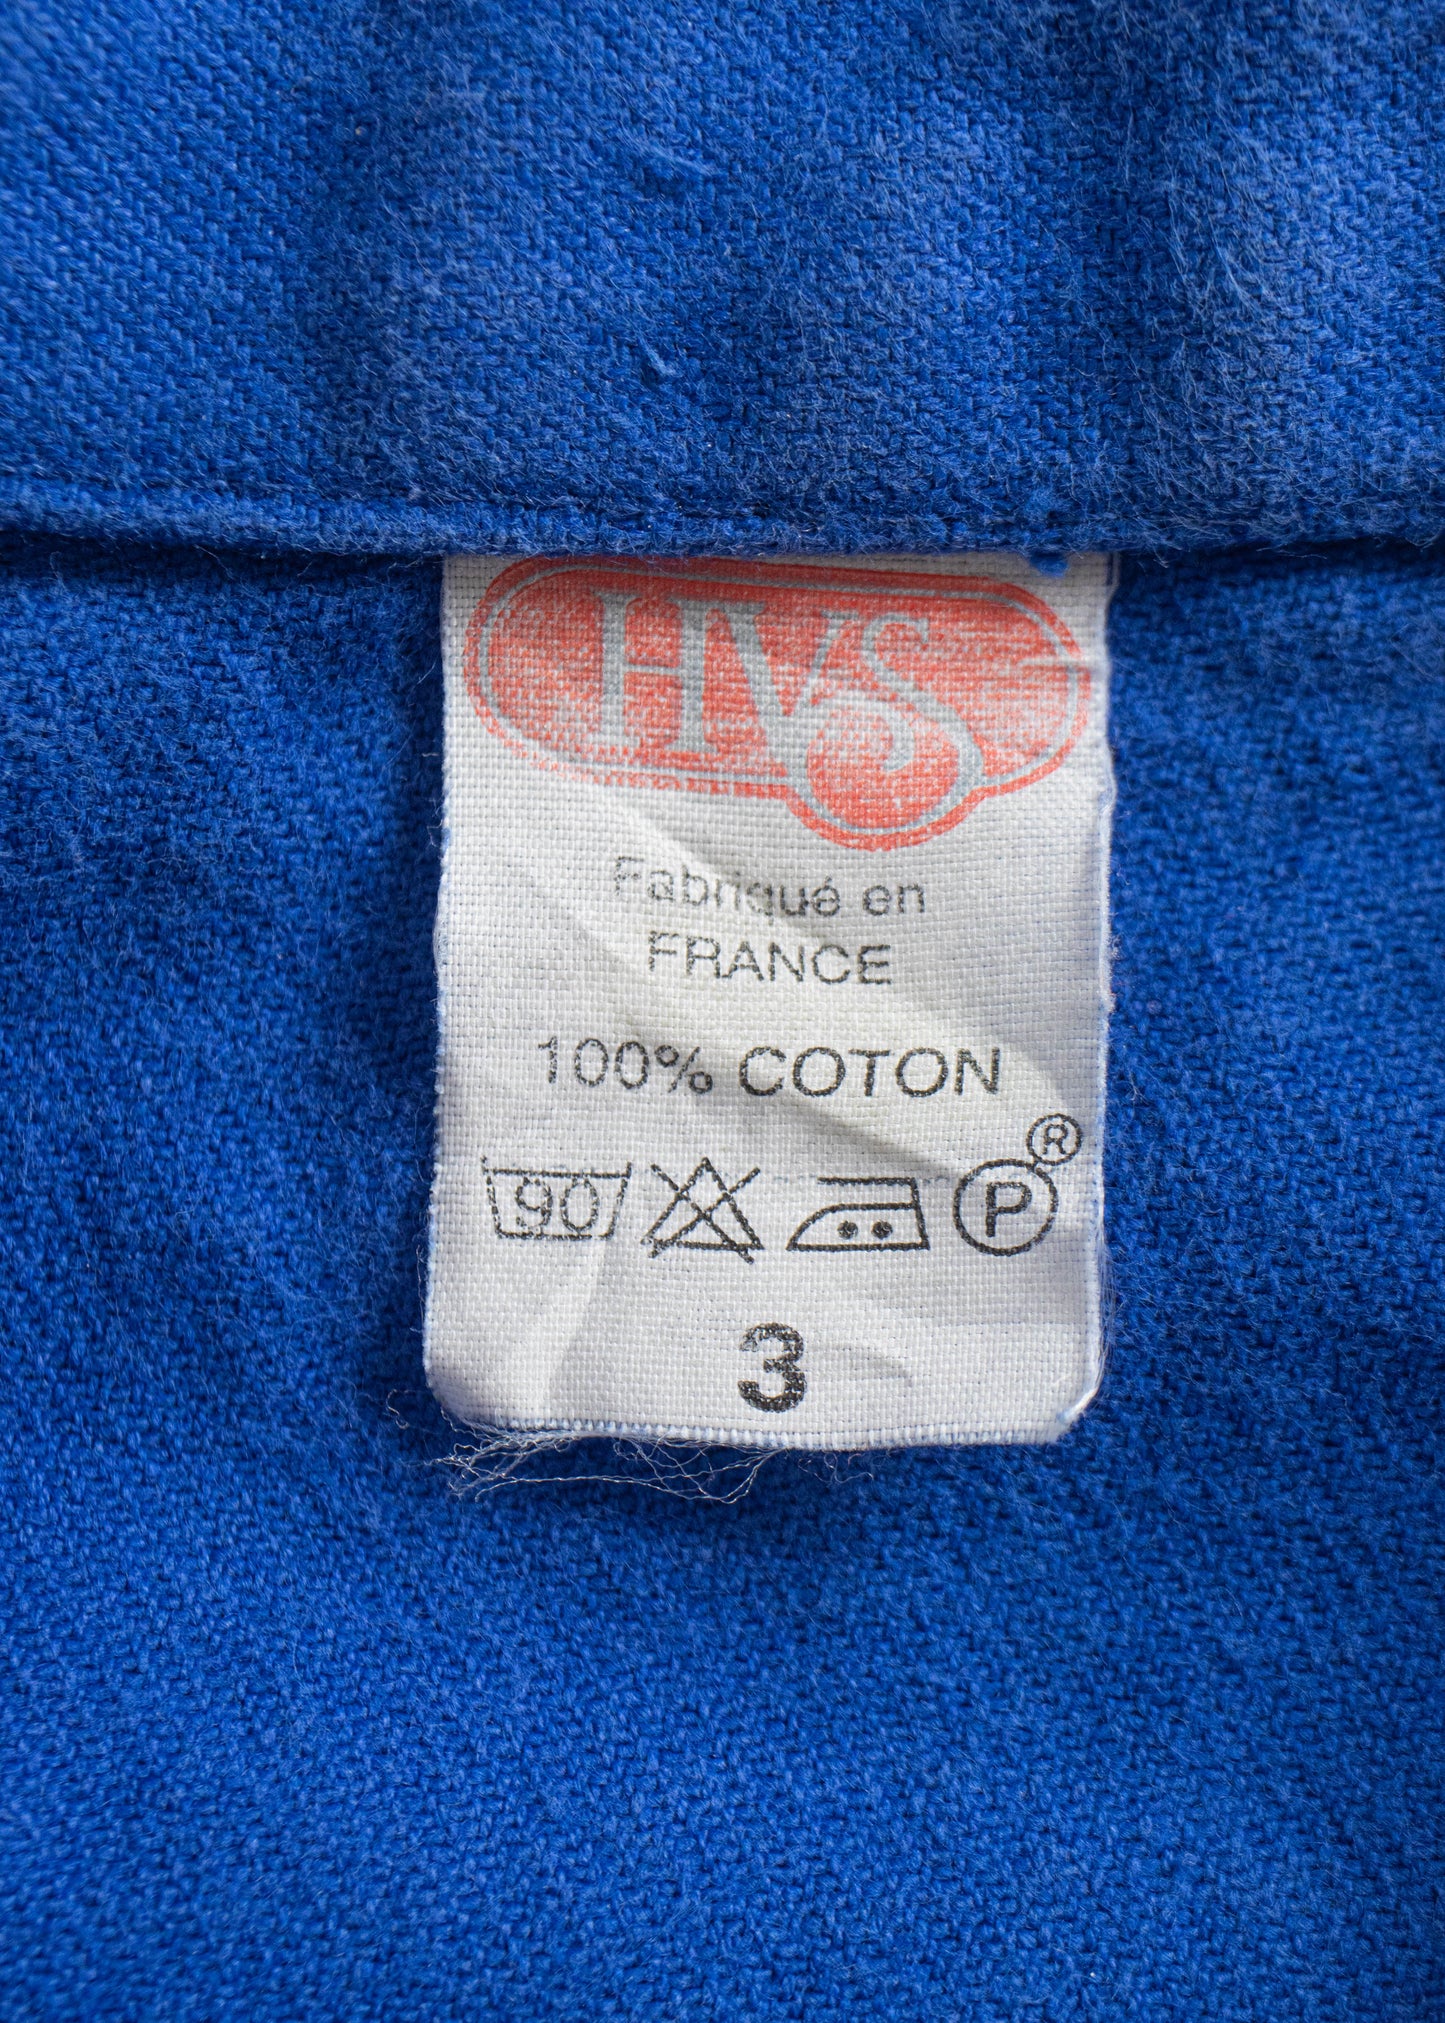 HVS
Fabriqué en
FRANCE
100% COTON
90 P ®
3